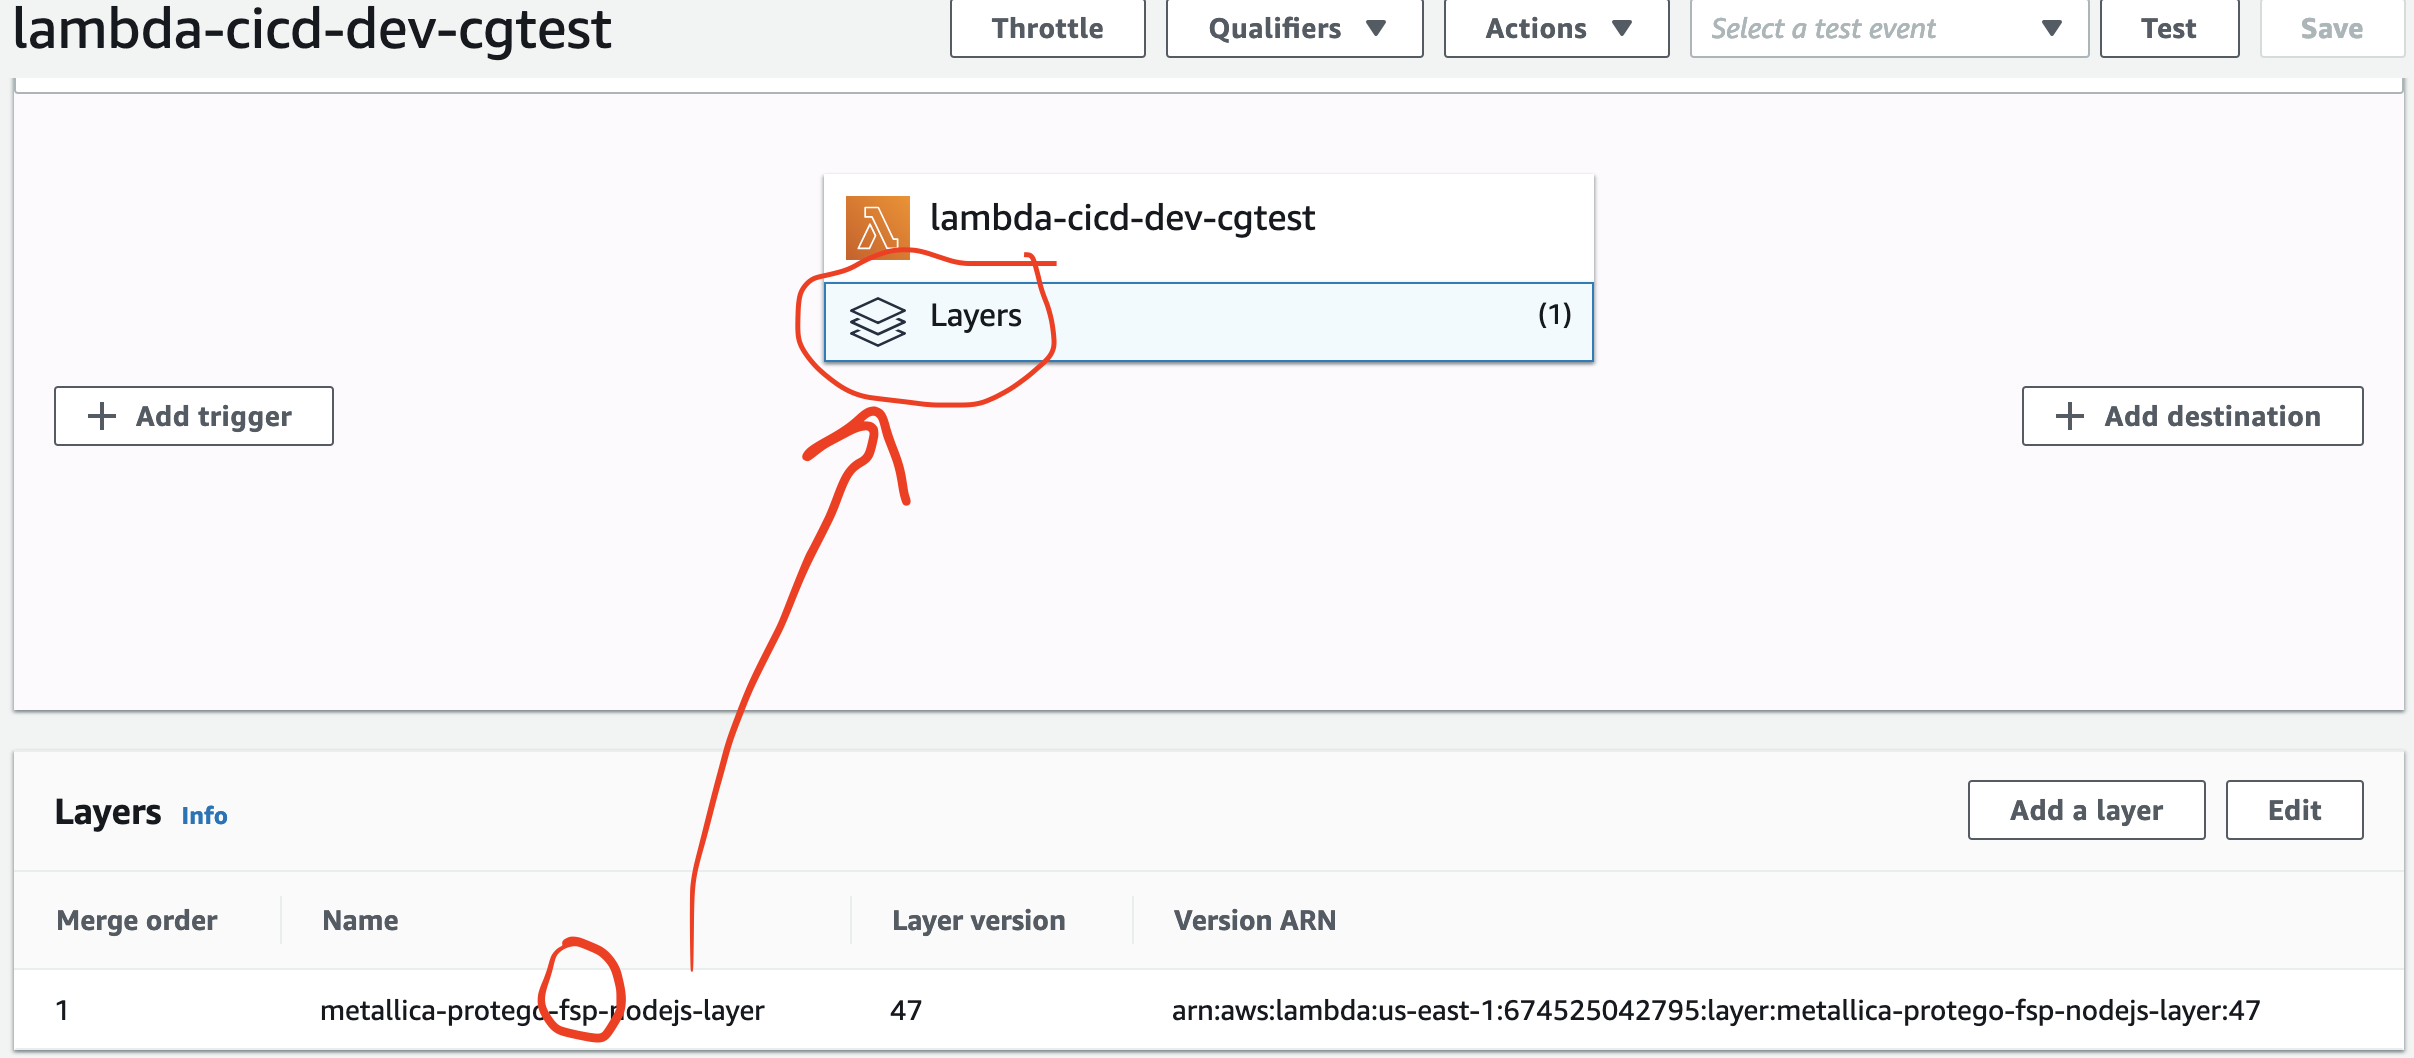 lambda-cicd-dev-cgtest
Throttle
Qualifiers
Actions
Select a test event
Test
Save
lambda-cicd-dev-cgtest
Layers
(1)
Add trigger
Add destination
Layers Info
Add a layer
Edit
Merge order Name Layer version Version ARN
1 metallica-protego-fsp-nodejs-layer 47 arn:aws:lambda:us-east-1:674525042795:layer:metallica-protego-fsp-nodejs-layer:47